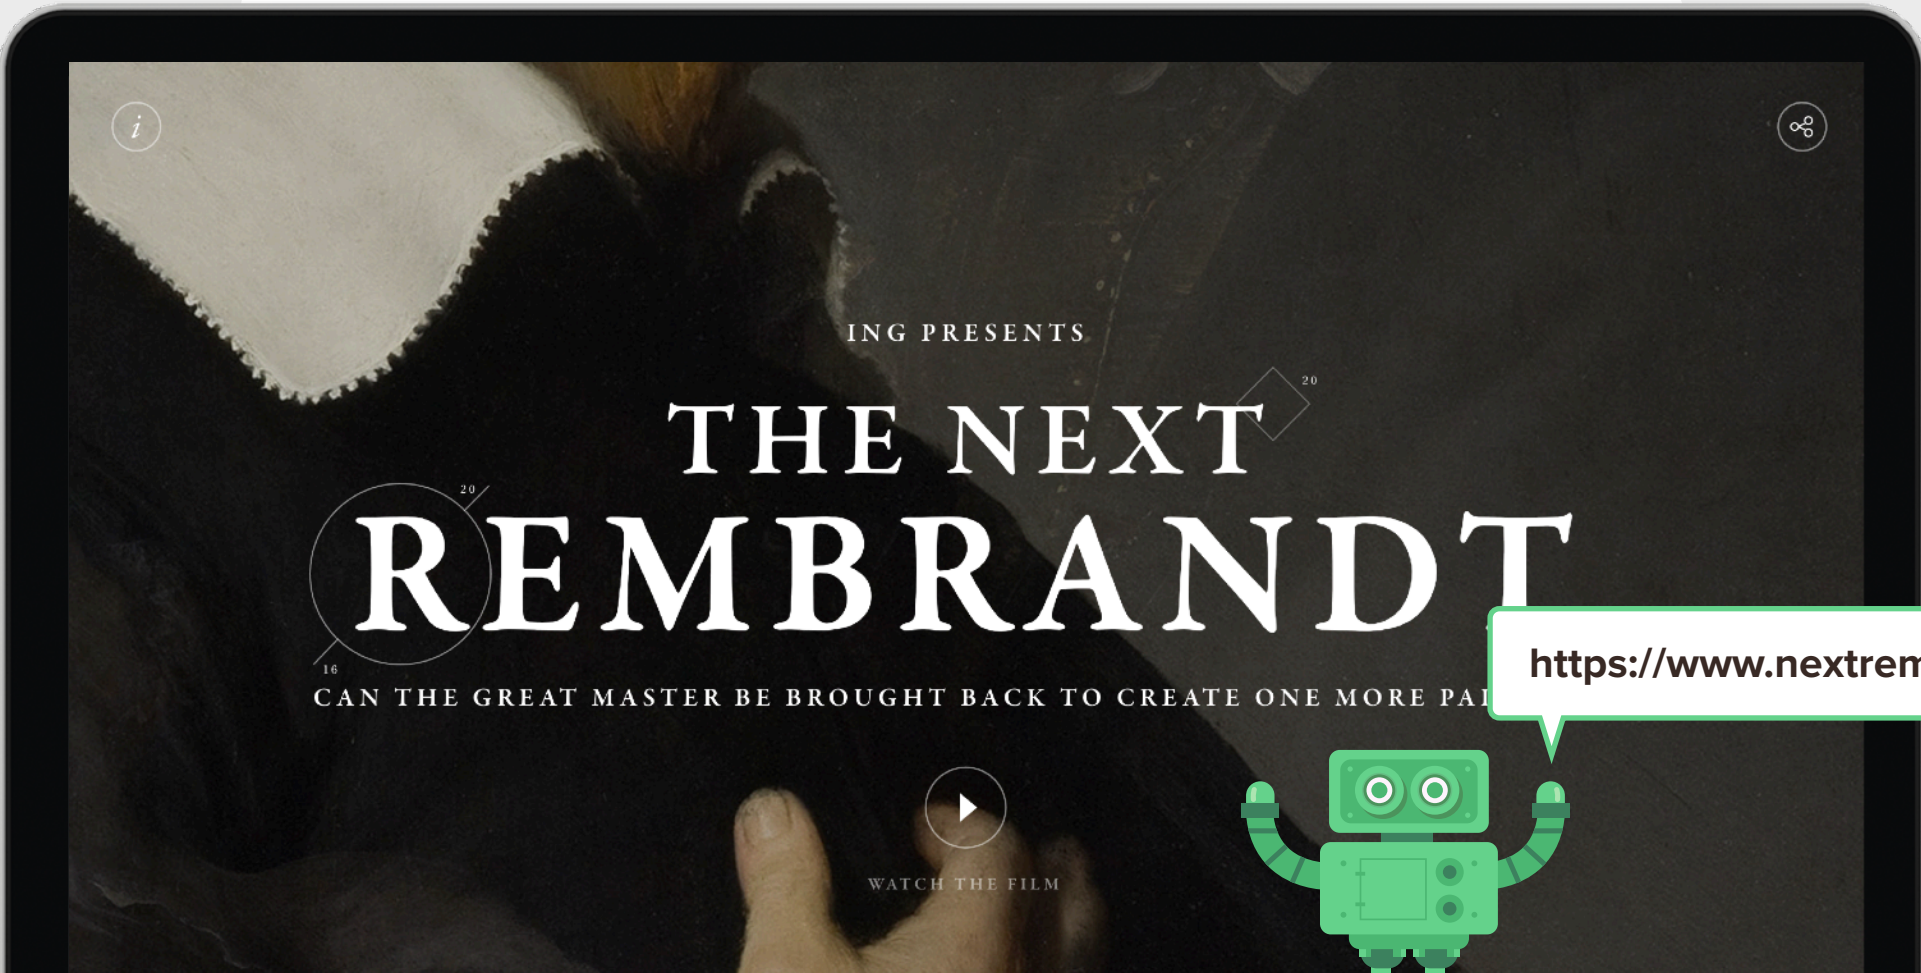 i
ING PRESENTS
20
THE NEXT
20
REMBRANDT
16
CAN THE GREAT MASTER BE BROUGHT BACK TO CREATE ONE MORE
https://www.nextrem
WATCH THE FILM